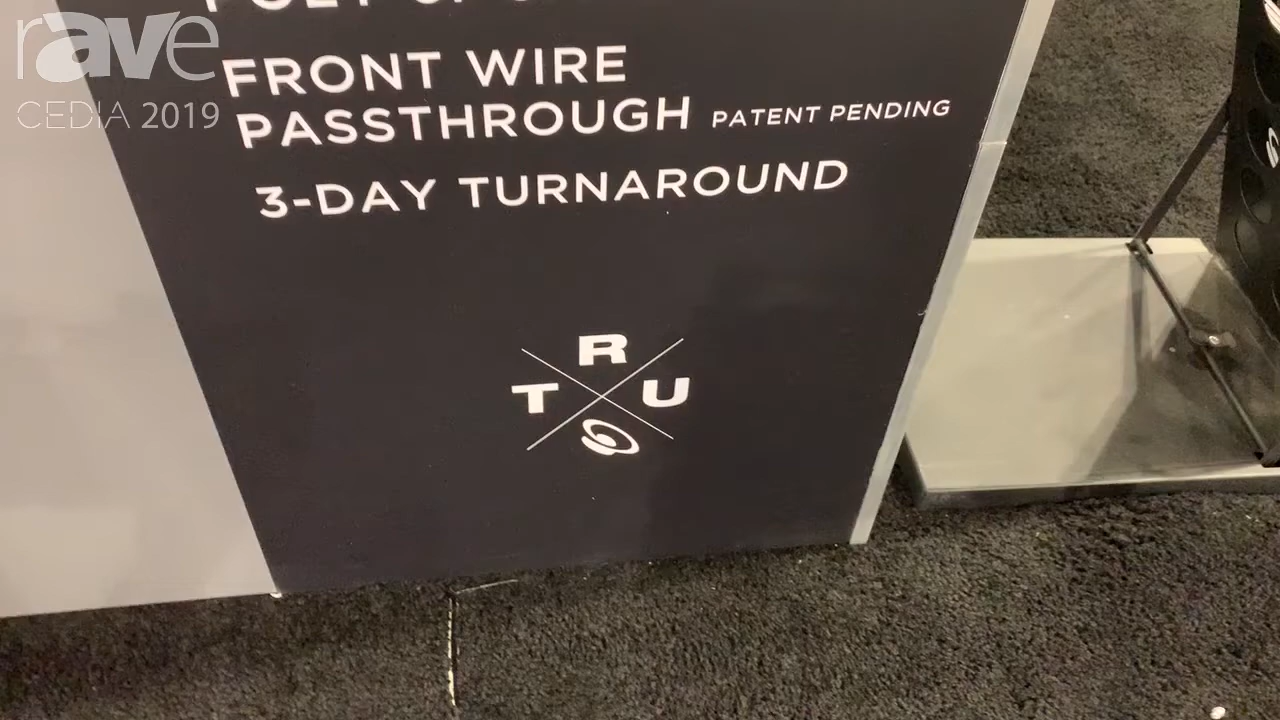 rave
CEDIA 2019
FRONT WIRE
PASSTHROUGH PATENT PENDING
3-DAY TURNAROUND
R
T U